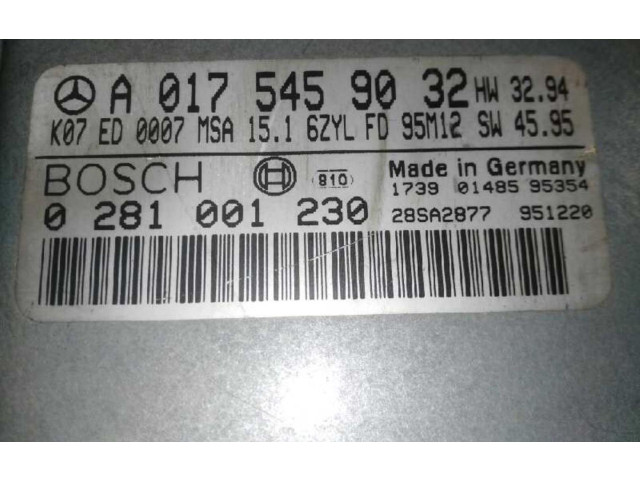 A 017 545 90 32 HW 32.94
K07 ED 0007 MSA 15.1 6ZYL FD 95M12 SW 45.95
BOSCH 810 Made in Germany
1739 01485 95354
0 281 001 230 28SA2877 951220